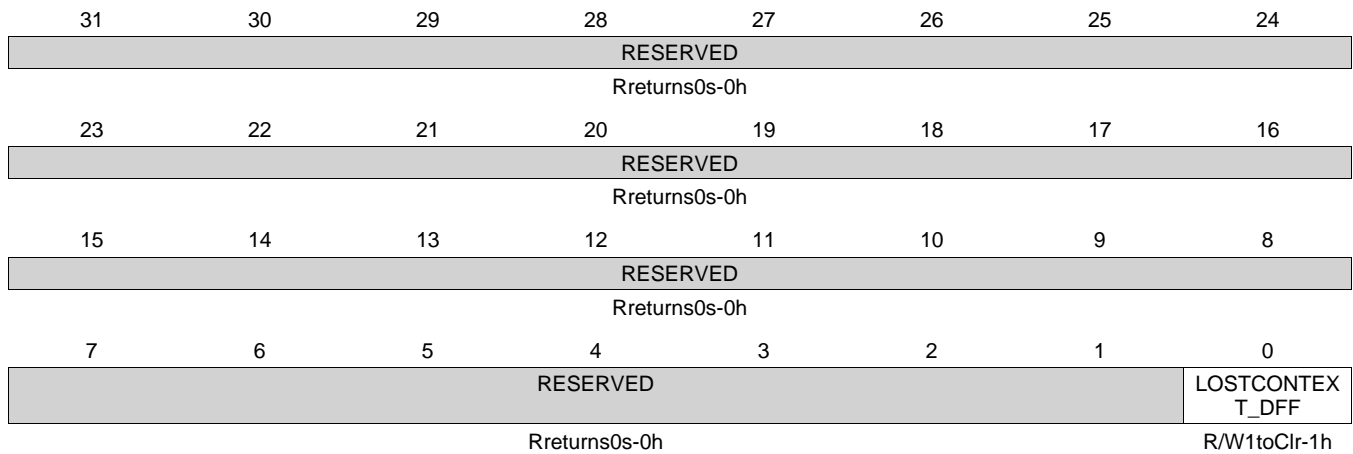 31 30 29 28 27 26 25 24
RESERVED
Rreturns0s-0h
23 22 21 20 19 18 17 16
RESERVED
Rreturns0s-0h
15 14 13 12 11 10 9 8
RESERVED
Rreturns0s-0h
7 6 5 4 3 2 1 0
RESERVED LOSTCONTEX
T_DFF
Rreturns0s-0h R/W1toClr-1h